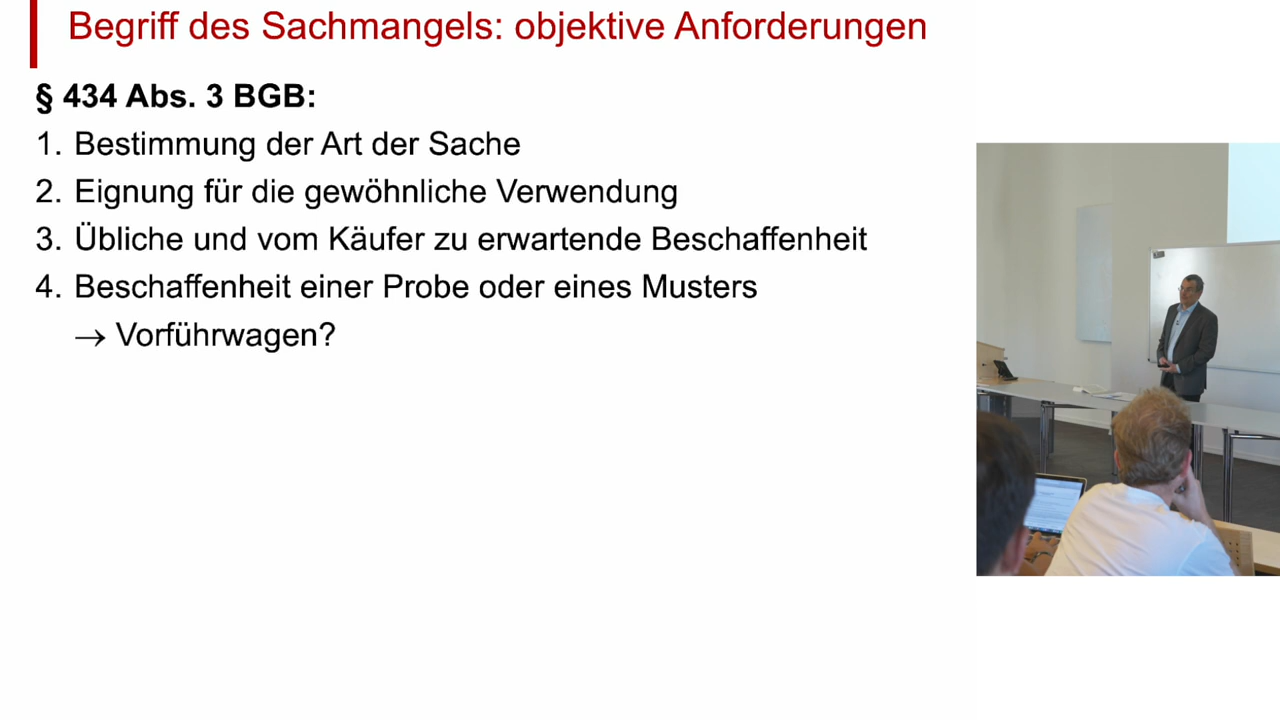 Begriff des Sachmangels: objektive Anforderungen
§ 434 Abs. 3 BGB:
1. Bestimmung der Art der Sache
2. Eignung für die gewöhnliche Verwendung
3. Übliche und vom Käufer zu erwartende Beschaffenheit
4. Beschaffenheit einer Probe oder eines Musters
→ Vorführwagen?